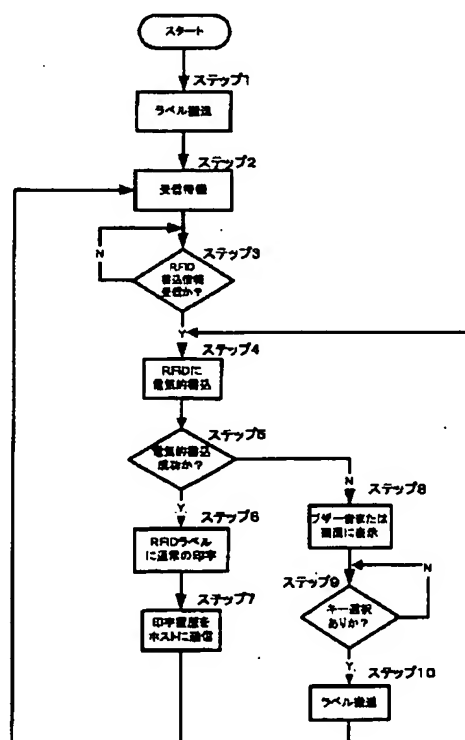 スタート
ステップ1
ラベル搬送
ステップ2
受信待機
N
ステップ3
RFID
書込情報
受信か?
Y
ステップ4
RFIDに
電気的書込
ステップ5
電気的書込
成功か?
N
Y
ステップ8
ステップ6
ブザー音または
画面に表示
RFIDラベル
に通常の印字
N
ステップ9
ステップ7
キー選択
ありか?
印字履歴を
ホストに送信
Y
ステップ10
ラベル搬送